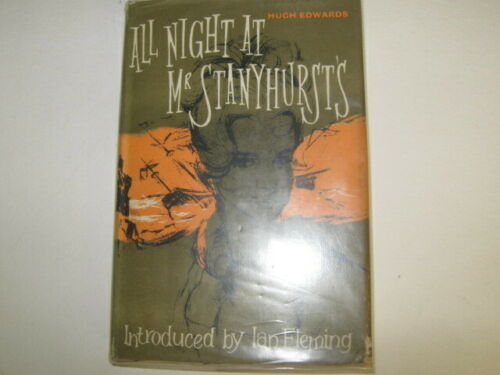 HUGH EDWARDS
ALL NIGHT AT
MR STANYHURST'S
Introduced by Ian Fleming